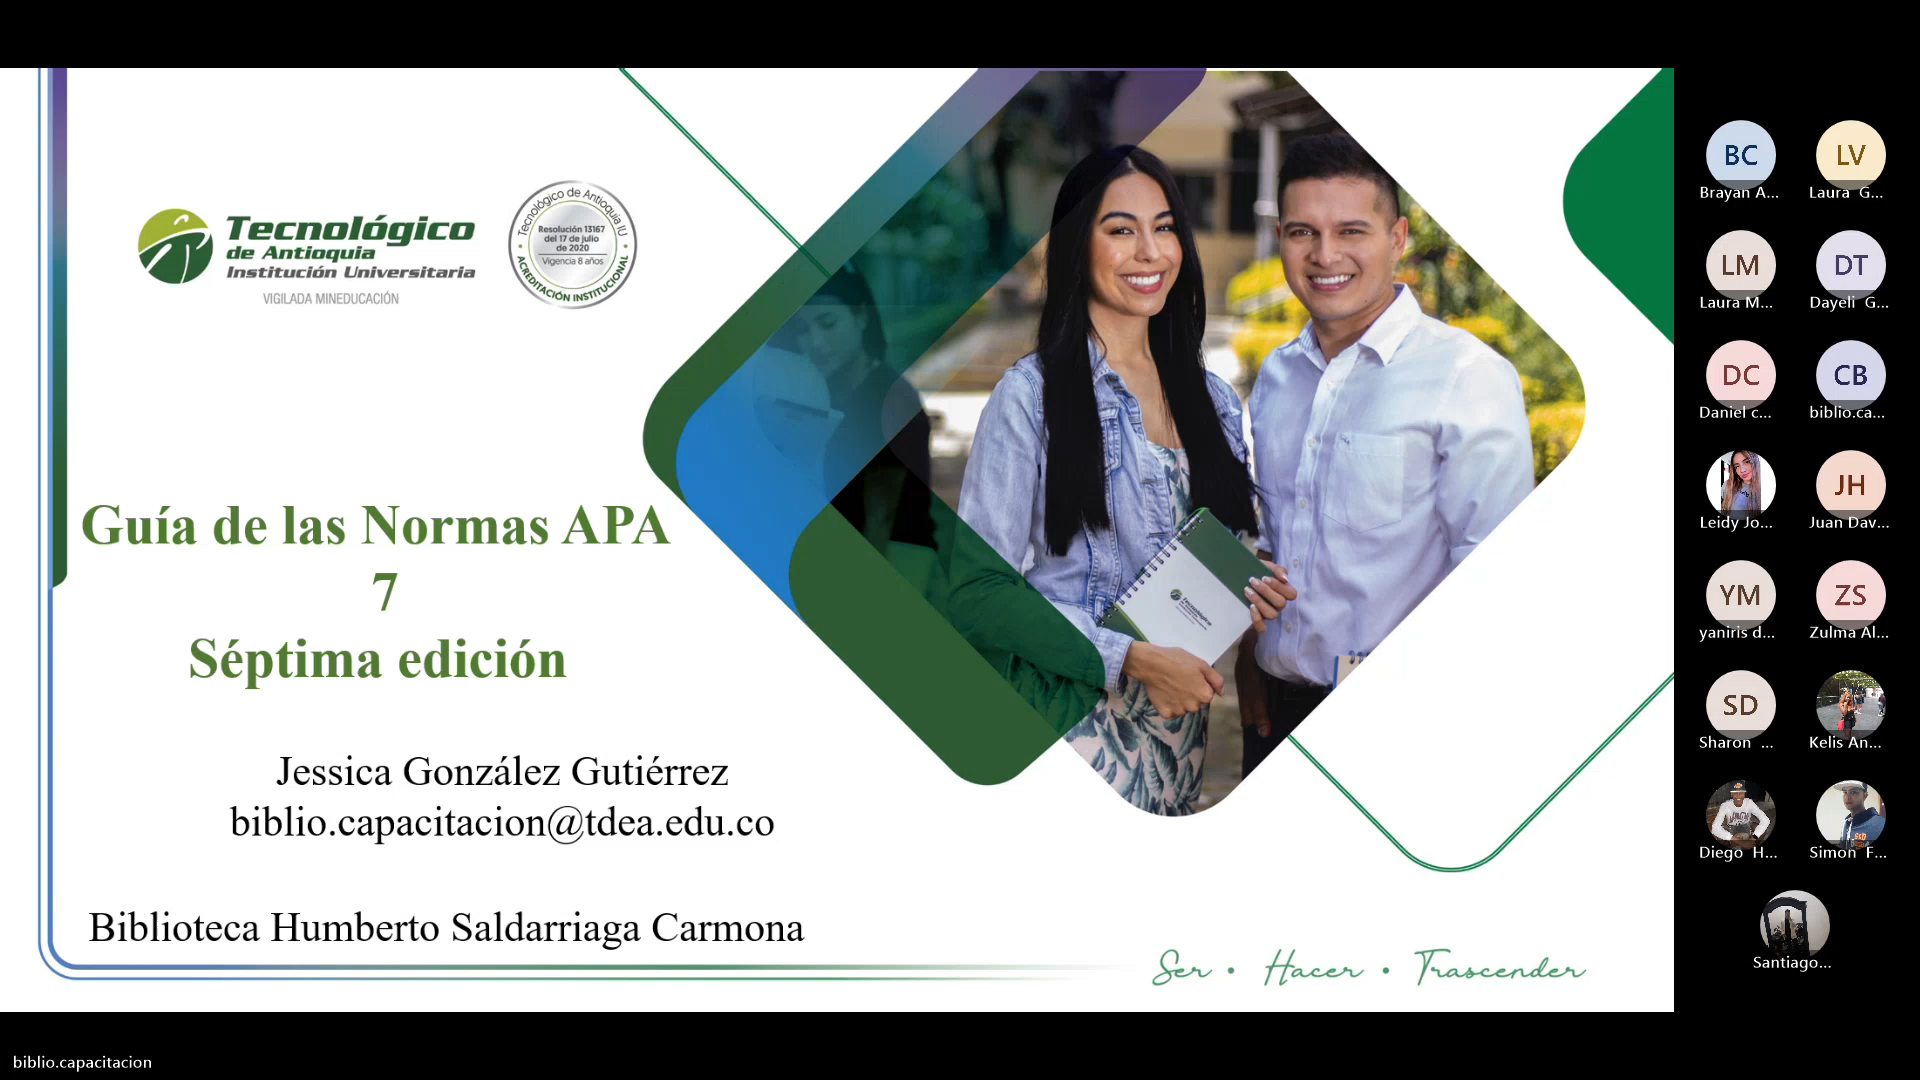 Tecnológico
de Antioquia
Institución Universitaria
VIGILADA MINEDUCACIÓN
Tecnológico de Antioquia IU
Resolución 13167
del 17 de julio
de 2020
Vigencia 8 años
• ACREDITACIÓN INSTITUCIONAL •
Guía de las Normas APA
7
Séptima edición
Jessica González Gutiérrez
biblio.capacitacion@tdea.edu.co
Biblioteca Humberto Saldarriaga Carmona
Ser • Hacer • Trascender
Tecnológico
BC
LV
Brayan A...
Laura G...
LM
DT
Laura M...
Dayeli G...
DC
CB
Daniel c...
biblio.ca...
JH
Leidy Jo...
Juan Dav...
YM
ZS
yaniris d...
Zulma Al...
SD
Sharon ...
Kelis An...
Diego H...
Simon F...
Santiago...
biblio.capacitacion